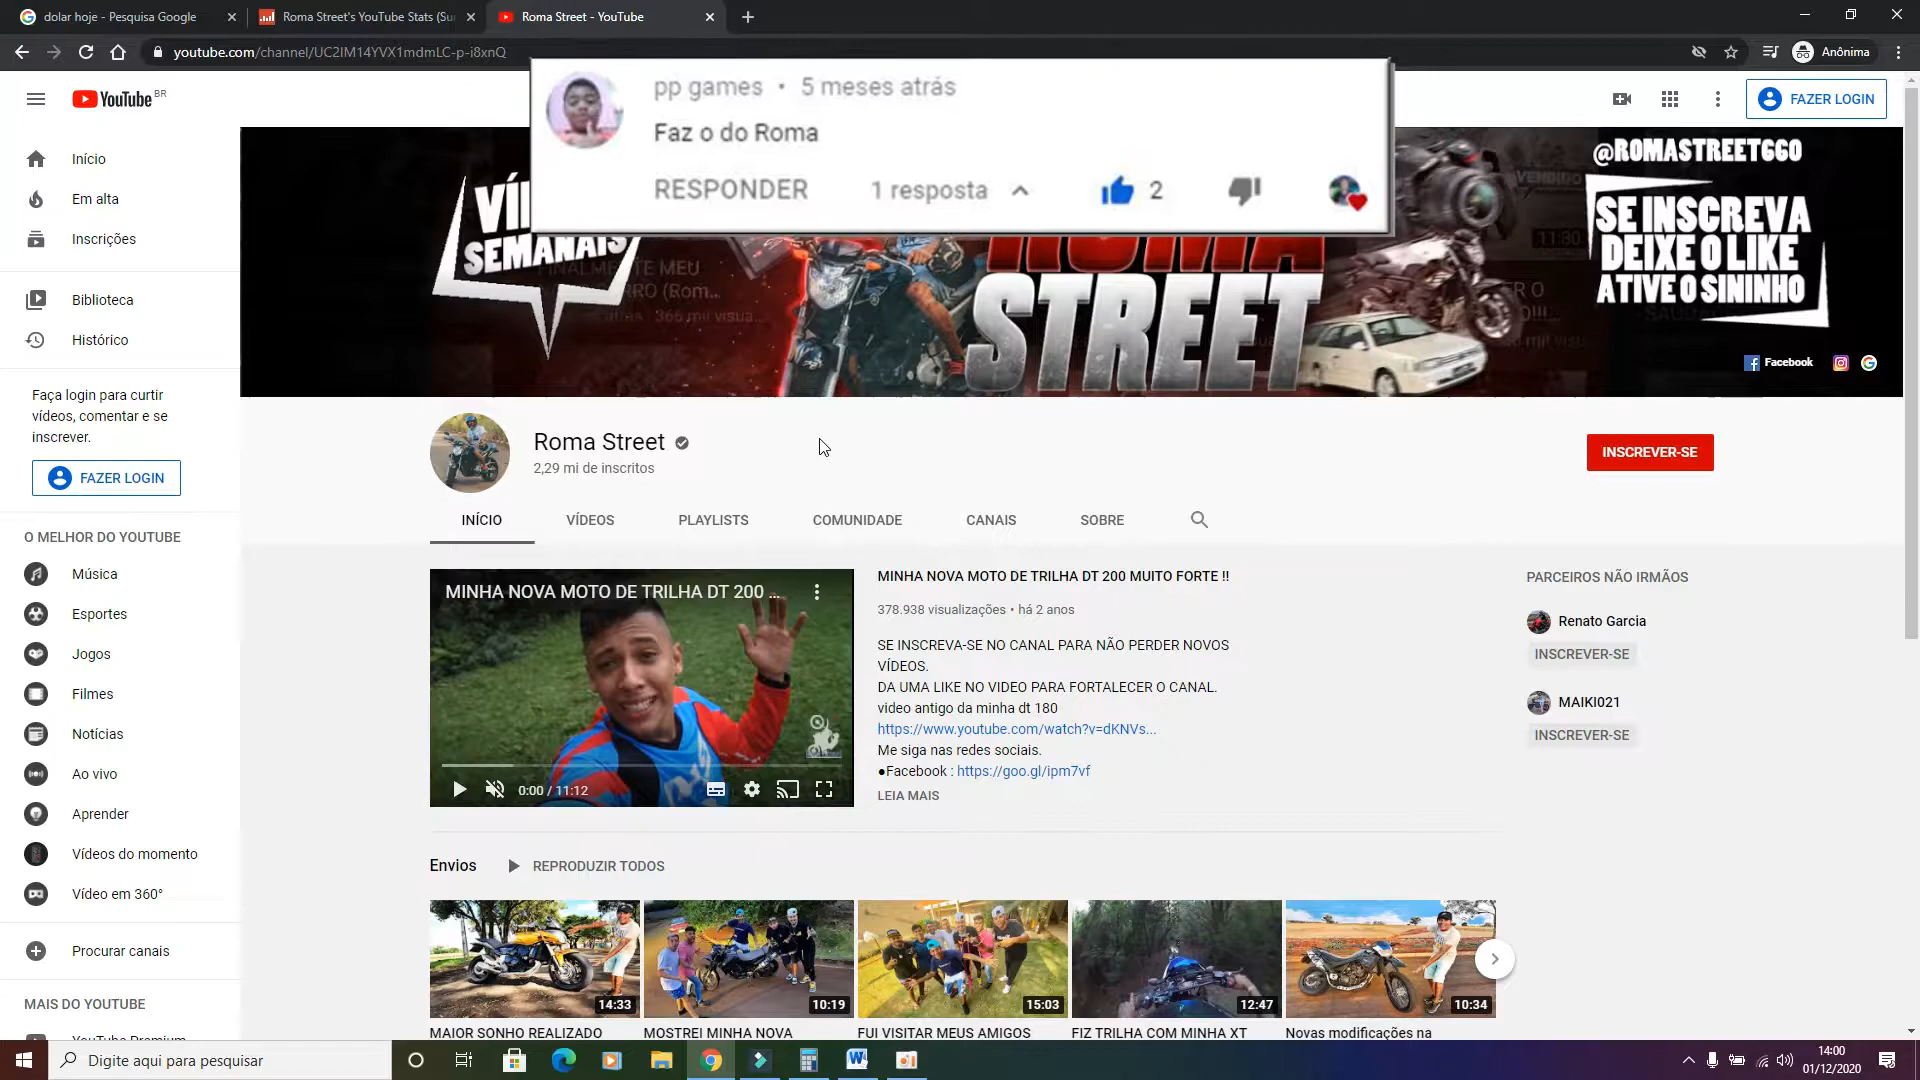 dolar hoje - Pesquisa Google
Roma Street's YouTube Stats (Su
Roma Street - YouTube
youtube.com/channel/UC2IM14YVX1mdmLC-p-i8xnQ
Anônima
YouTube BR
FAZER LOGIN
pp games • 5 meses atrás
Faz o do Roma
RESPONDER
1 resposta
2
SEMANAIS
ROMA
STREET
@ROMASTREET660
SE INSCREVA
DEIXE O LIKE
ATIVE O SININHO
Facebook
Início
Em alta
Inscrições
Biblioteca
Histórico
Faça login para curtir
vídeos, comentar e se
inscrever.
FAZER LOGIN
O MELHOR DO YOUTUBE
Música
Esportes
Jogos
Filmes
Notícias
Ao vivo
Aprender
Vídeos do momento
Vídeo em 360°
Procurar canais
MAIS DO YOUTUBE
YouTube Premium
Roma Street
2,29 mi de inscritos
INSCREVER-SE
INÍCIO
VÍDEOS
PLAYLISTS
COMUNIDADE
CANAIS
SOBRE
MINHA NOVA MOTO DE TRILHA DT 200 ...
0:00 / 11:12
MINHA NOVA MOTO DE TRILHA DT 200 MUITO FORTE !!
378.938 visualizações • há 2 anos
SE INSCREVA-SE NO CANAL PARA NÃO PERDER NOVOS
VÍDEOS.
DA UMA LIKE NO VIDEO PARA FORTALECER O CANAL.
video antigo da minha dt 180
https://www.youtube.com/watch?v=dKNVs...
Me siga nas redes sociais.
●Facebook : https://goo.gl/ipm7vf
LEIA MAIS
PARCEIROS NÃO IRMÃOS
Renato Garcia
INSCREVER-SE
MAIKI021
INSCREVER-SE
Envios
REPRODUZIR TODOS
14:33
10:19
15:03
12:47
10:34
MAIOR SONHO REALIZADO
MOSTREI MINHA NOVA
FUI VISITAR MEUS AMIGOS
FIZ TRILHA COM MINHA XT
Novas modificações na
Digite aqui para pesquisar
14:00
01/12/2020